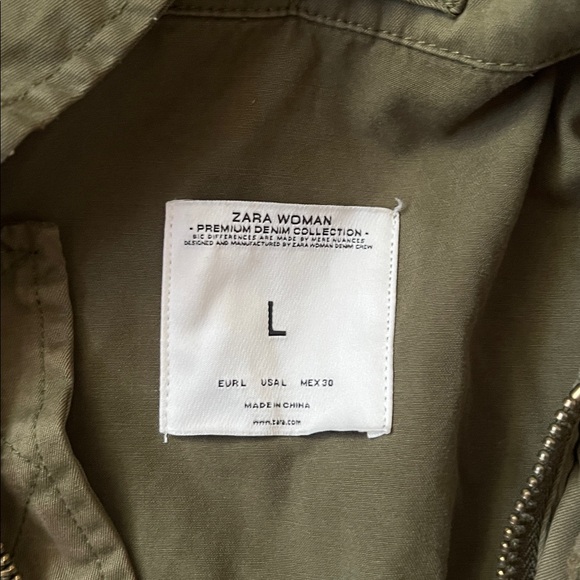 ZARA WOMAN
- PREMIUM DENIM COLLECTION -
BIG DIFFERENCES ARE MADE BY MERE NUANCES
DESIGNED AND MANUFACTURED BY ZARA WOMAN DENIM CREW
L
EUR L USA L MEX 30
MADE IN CHINA
www.zara.com